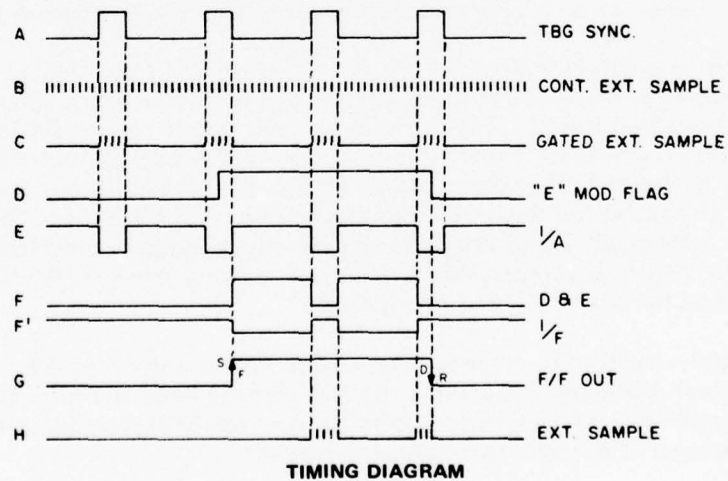 A TBG SYNC.
B CONT. EXT. SAMPLE
C GATED EXT. SAMPLE
D "E" MOD. FLAG
E 1/A
F D & E
F' 1/F
G S F D R F/F OUT
H EXT. SAMPLE
TIMING DIAGRAM